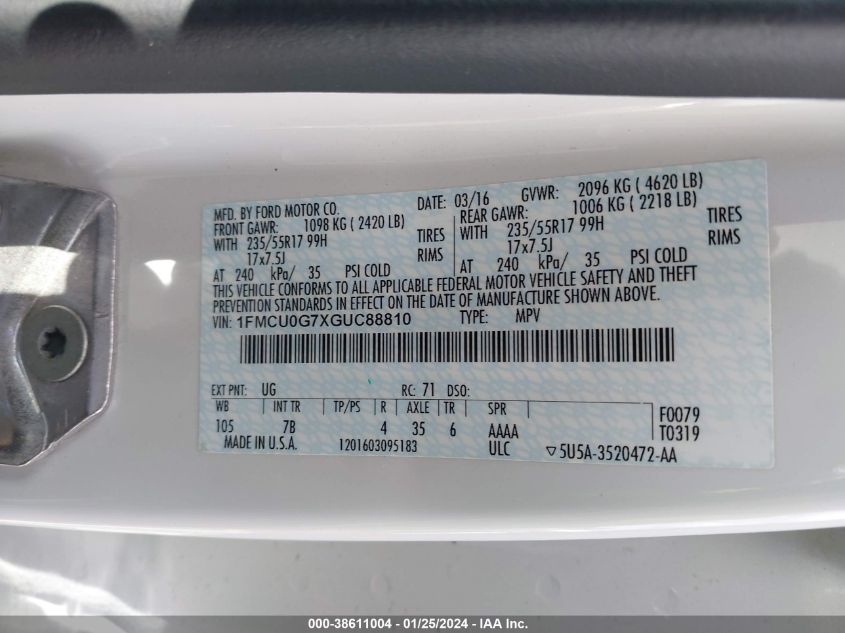 MFD. BY FORD MOTOR CO. DATE: 03/16 GVWR: 2096 KG ( 4620 LB)
FRONT GAWR: 1098 KG ( 2420 LB) REAR GAWR: 1006 KG ( 2218 LB)
WITH 235/55R17 99H TIRES WITH 235/55R17 99H TIRES
17x7.5J RIMS 17x7.5J RIMS
AT 240 kPa/ 35 PSI COLD AT 240 kPa/ 35 PSI COLD
THIS VEHICLE CONFORMS TO ALL APPLICABLE FEDERAL MOTOR VEHICLE SAFETY AND THEFT
PREVENTION STANDARDS IN EFFECT ON THE DATE OF MANUFACTURE SHOWN ABOVE.
VIN: 1FMCU0G7XGUC88810 TYPE: MPV
EXT PNT: UG RC: 71 DSO:
WB INT TR TP/PS R AXLE TR SPR F0079
105 7B 4 35 6 AAAA T0319
MADE IN U.S.A. 1201603095183 ULC ▽5U5A-3520472-AA
000-38611004 - 01/25/2024 - IAA Inc.